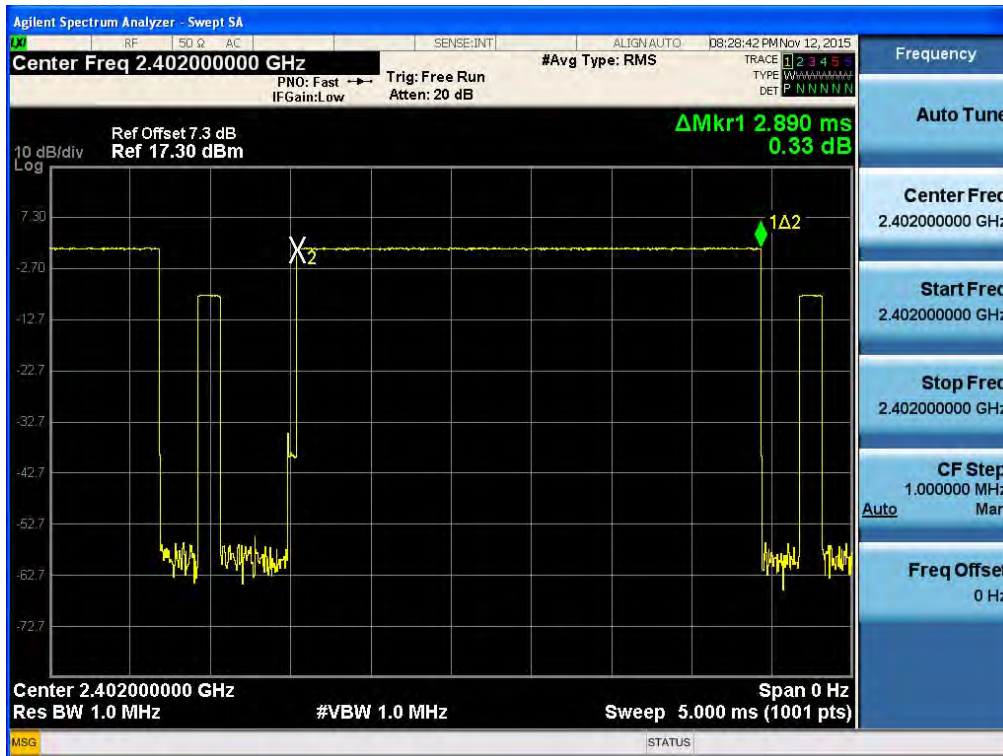 Agilent Spectrum Analyzer - Swept SA
LXI RF 50 Ω AC SENSE:INT ALIGN AUTO 08:28:42 PM Nov 12, 2015
Center Freq 2.402000000 GHz
#Avg Type: RMS
TRACE 1 2 3 4 5 6
PNO: Fast
Trig: Free Run
TYPE
IFGain:Low
Atten: 20 dB
DET P N N N N N
Frequency
Auto Tune
Center Freq
2.402000000 GHz
Start Freq
2.402000000 GHz
Stop Freq
2.402000000 GHz
CF Step
1.000000 MHz
Auto Man
Freq Offset
0 Hz
ΔMkr1 2.890 ms
0.33 dB
Ref Offset 7.3 dB
10 dB/div Ref 17.30 dBm
Log
7.30
1Δ2
X2
-2.70
-12.7
-22.7
-32.7
-42.7
-52.7
-62.7
-72.7
Center 2.402000000 GHz Span 0 Hz
Res BW 1.0 MHz #VBW 1.0 MHz Sweep 5.000 ms (1001 pts)
MSG STATUS